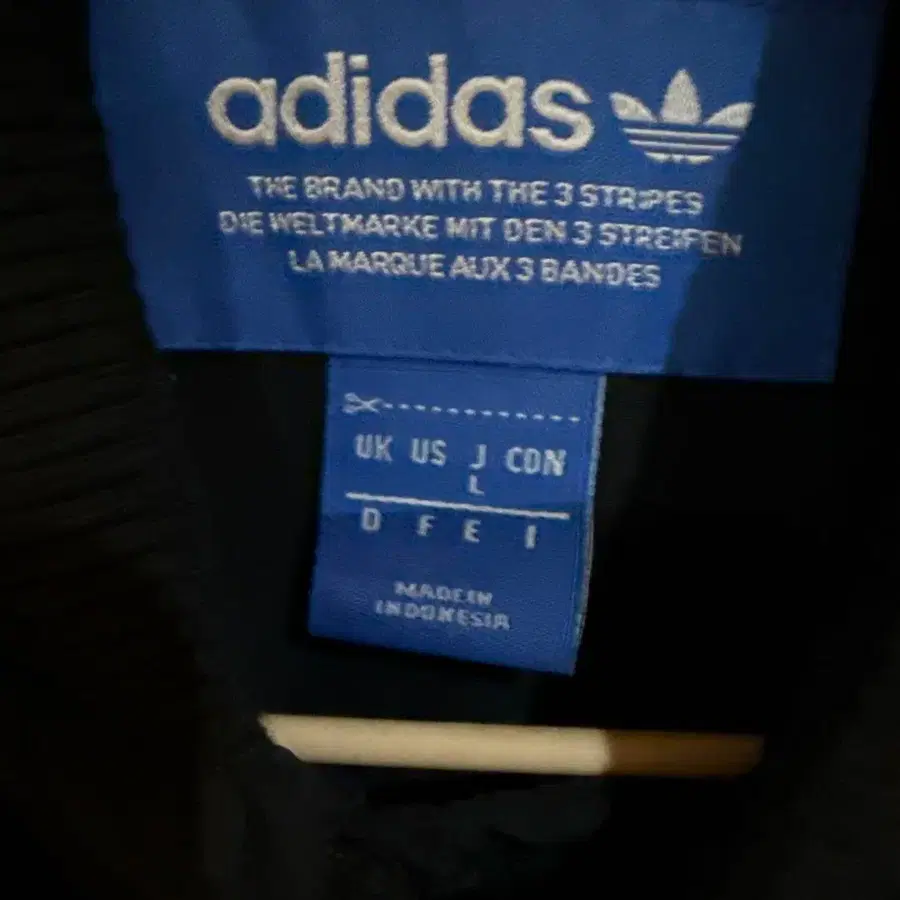 adidas
THE BRAND WITH THE 3 STRIPES
DIE WELTMARKE MIT DEN 3 STREIFEN
LA MARQUE AUX 3 BANDES
UK US J CON
L
D F E I
MADE IN
INDONESIA